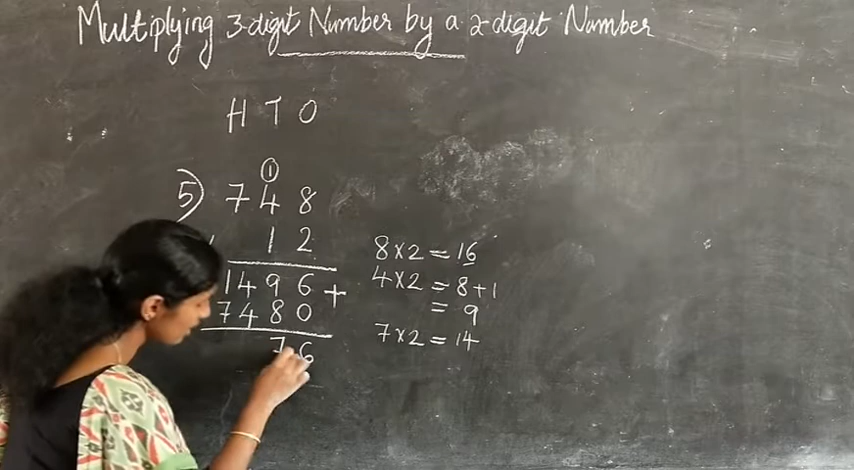 Multiplying 3-digit Number by a 2-digit Number
H T O
1
5) 7 4 8
1 2
1 4 9 6 +
7 4 8 0
7 6
8 × 2 = 16
4 × 2 = 8 + 1
= 9
7 × 2 = 14